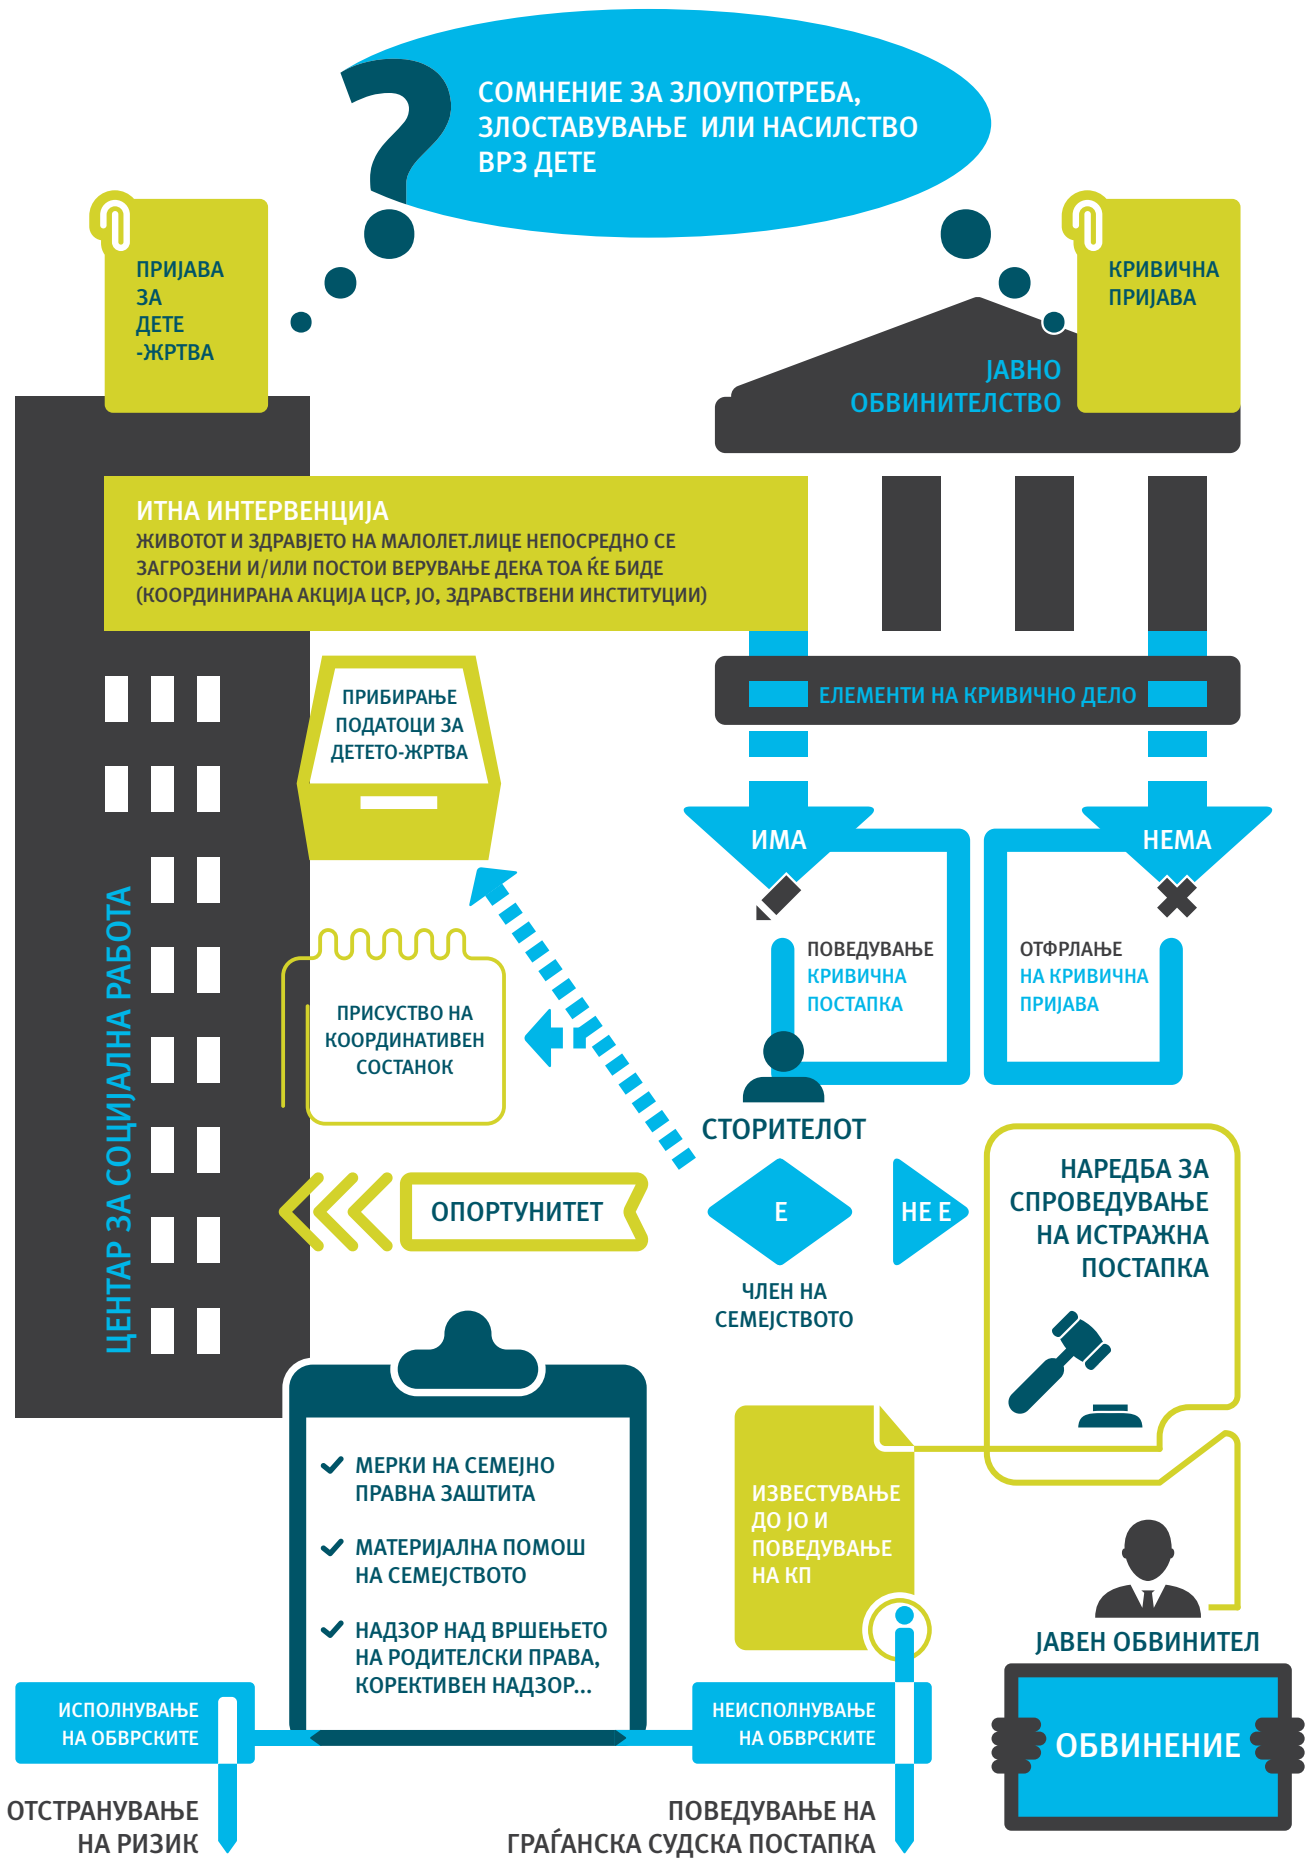 СОМНЕНИЕ ЗА ЗЛОУПОТРЕБА,
ЗЛОСТАВУВАЊЕ ИЛИ НАСИЛСТВО
ВРЗ ДЕТЕ
ПРИЈАВА
ЗА
ДЕТЕ
-ЖРТВА
КРИВИЧНА
ПРИЈАВА
ЈАВНО
ОБВИНИТЕЛСТВО
ИТНА ИНТЕРВЕНЦИЈА
ЖИВОТОТ И ЗДРАВЈЕТО НА МАЛОЛЕТ.ЛИЦЕ НЕПОСРЕДНО СЕ
ЗАГРОЗЕНИ И/ИЛИ ПОСТОИ ВЕРУВАЊЕ ДЕКА ТОА ЌЕ БИДЕ
(КООРДИНИРАНА АКЦИЈА ЦСР, ЈО, ЗДРАВСТВЕНИ ИНСТИТУЦИИ)
ПРИБИРАЊЕ
ПОДАТОЦИ ЗА
ДЕТЕТО-ЖРТВА
ЕЛЕМЕНТИ НА КРИВИЧНО ДЕЛО
ИМА
НЕМА
ЦЕНТАР ЗА СОЦИЈАЛНА РАБОТА
ПОВЕДУВАЊЕ
КРИВИЧНА
ПОСТАПКА
ОТФРЛАЊЕ
НА КРИВИЧНА
ПРИЈАВА
ПРИСУСТВО НА
КООРДИНАТИВЕН
СОСТАНОК
СТОРИТЕЛОТ
ОПОРТУНИТЕТ
Е
НЕ Е
ЧЛЕН НА
СЕМЕЈСТВОТО
НАРЕДБА ЗА
СПРОВЕДУВАЊЕ
НА ИСТРАЖНА
ПОСТАПКА
МЕРКИ НА СЕМЕЈНО
ПРАВНА ЗАШТИТА
МАТЕРИЈАЛНА ПОМОШ
НА СЕМЕЈСТВОТО
НАДЗОР НАД ВРШЕЊЕТО
НА РОДИТЕЛСКИ ПРАВА,
КОРЕКТИВЕН НАДЗОР...
ИЗВЕСТУВАЊЕ
ДО ЈО И
ПОВЕДУВАЊЕ
НА КП
ЈАВЕН ОБВИНИТЕЛ
ОБВИНЕНИЕ
ИСПОЛНУВАЊЕ
НА ОБВРСКИТЕ
НЕИСПОЛНУВАЊЕ
НА ОБВРСКИТЕ
ОТСТРАНУВАЊЕ
НА РИЗИК
ПОВЕДУВАЊЕ НА
ГРАЃАНСКА СУДСКА ПОСТАПКА